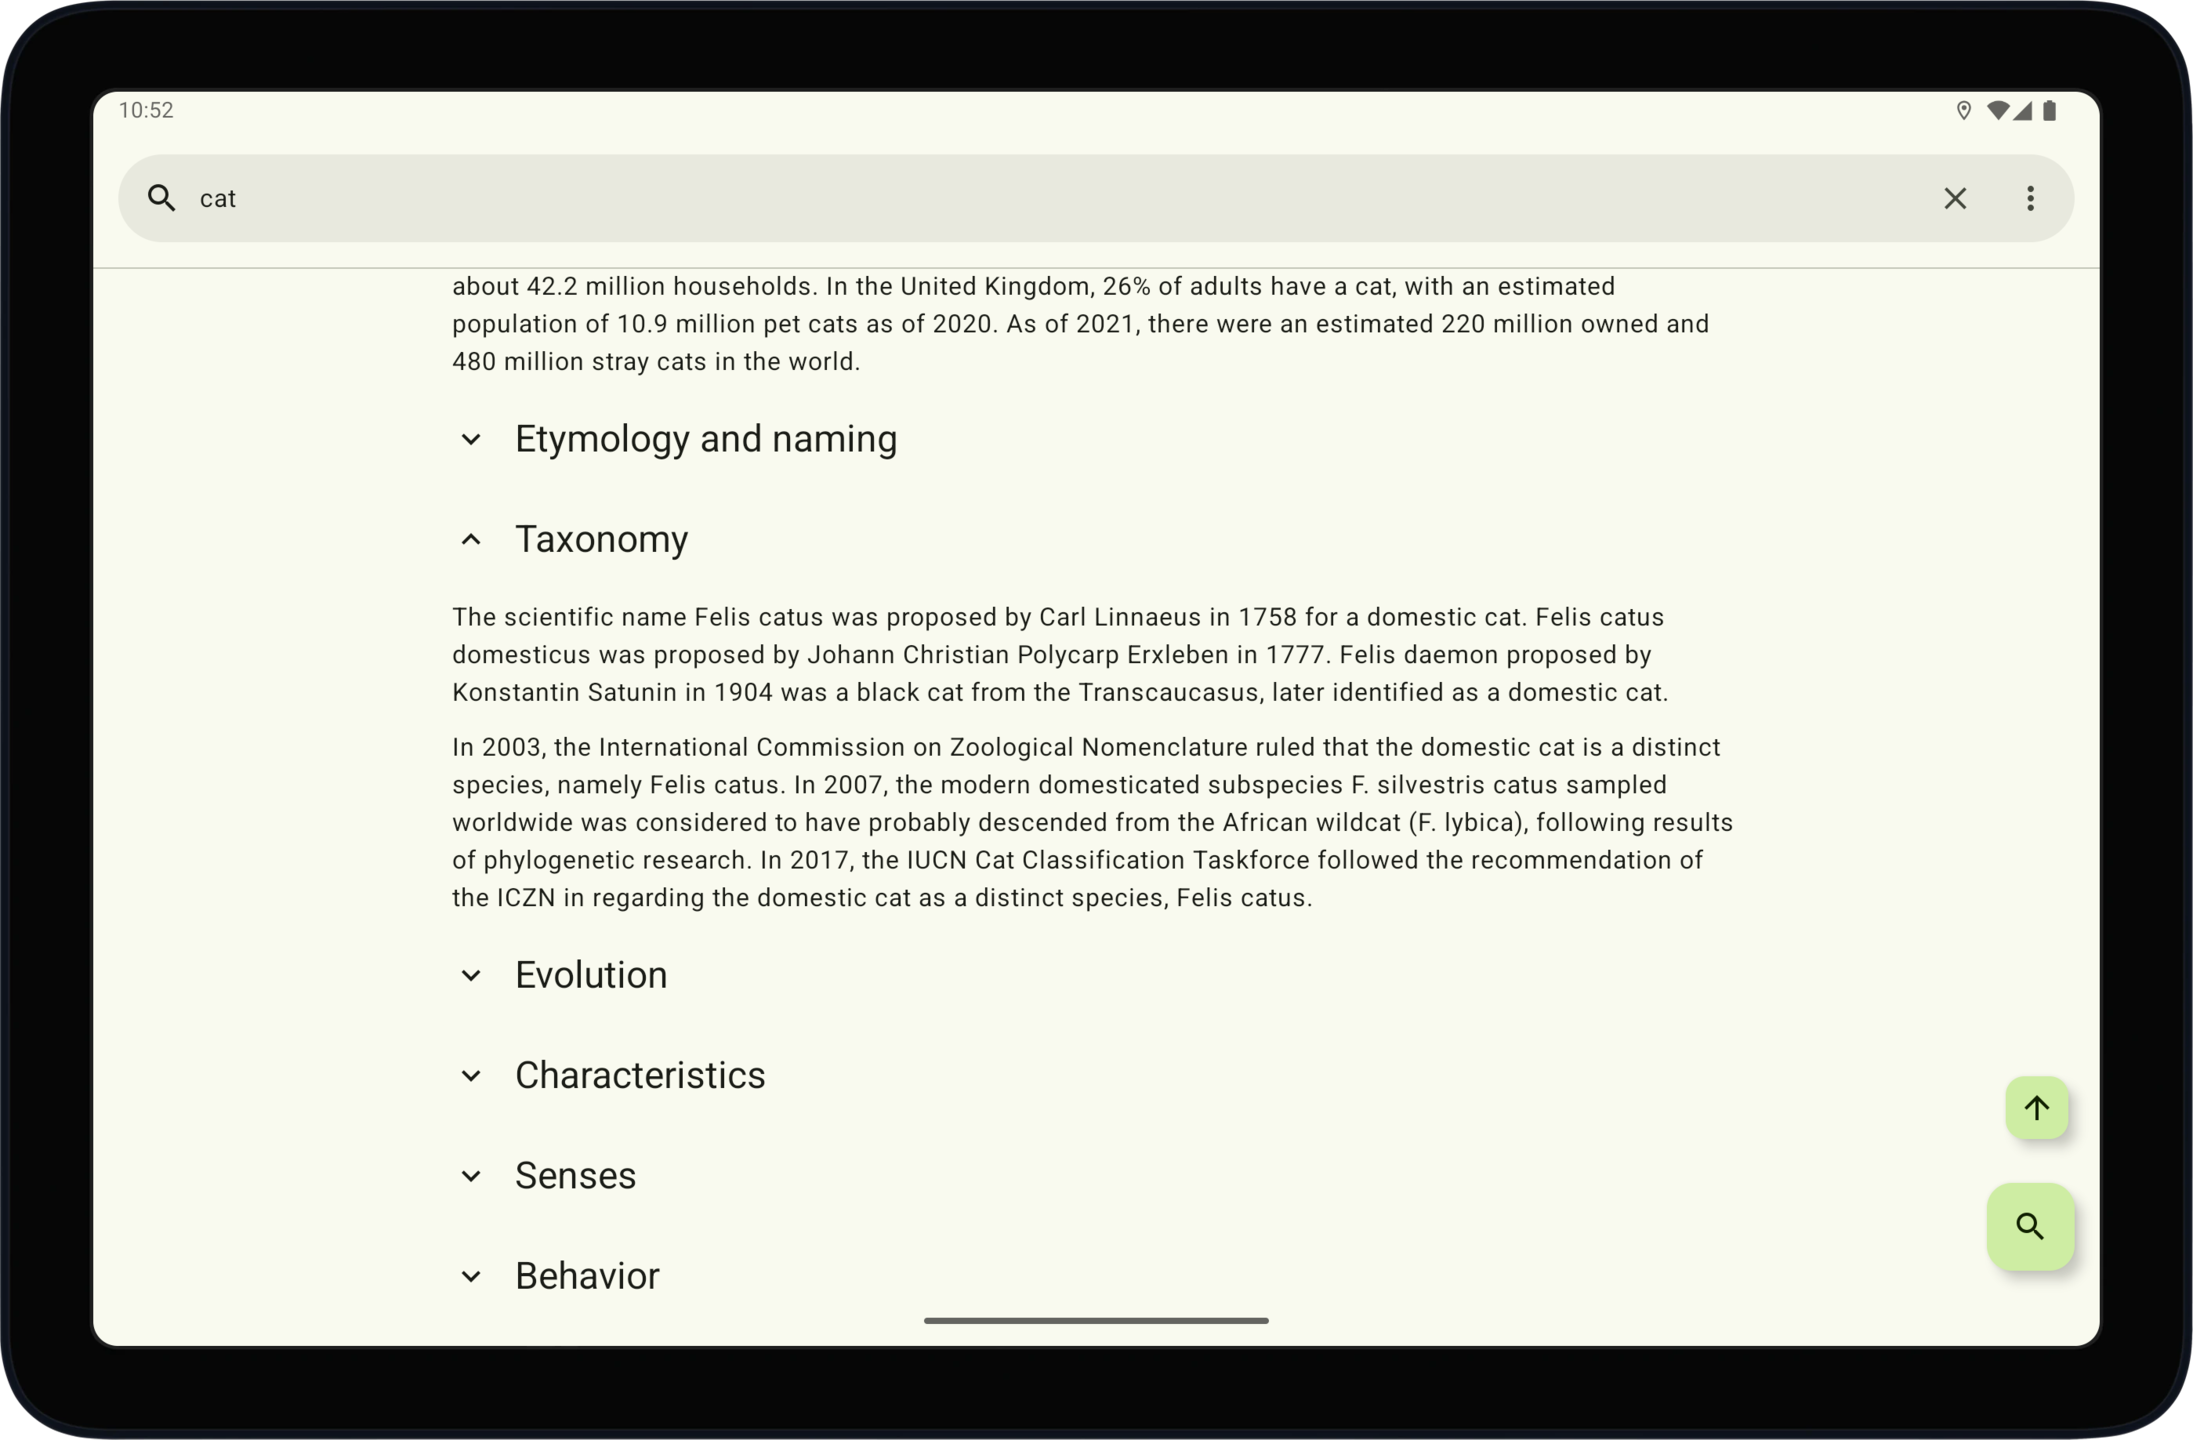 10:52
cat
about 42.2 million households. In the United Kingdom, 26% of adults have a cat, with an estimated
population of 10.9 million pet cats as of 2020. As of 2021, there were an estimated 220 million owned and
480 million stray cats in the world.
Etymology and naming
Taxonomy
The scientific name Felis catus was proposed by Carl Linnaeus in 1758 for a domestic cat. Felis catus
domesticus was proposed by Johann Christian Polycarp Erxleben in 1777. Felis daemon proposed by
Konstantin Satunin in 1904 was a black cat from the Transcaucasus, later identified as a domestic cat.
In 2003, the International Commission on Zoological Nomenclature ruled that the domestic cat is a distinct
species, namely Felis catus. In 2007, the modern domesticated subspecies F. silvestris catus sampled
worldwide was considered to have probably descended from the African wildcat (F. lybica), following results
of phylogenetic research. In 2017, the IUCN Cat Classification Taskforce followed the recommendation of
the ICZN in regarding the domestic cat as a distinct species, Felis catus.
Evolution
Characteristics
Senses
Behavior